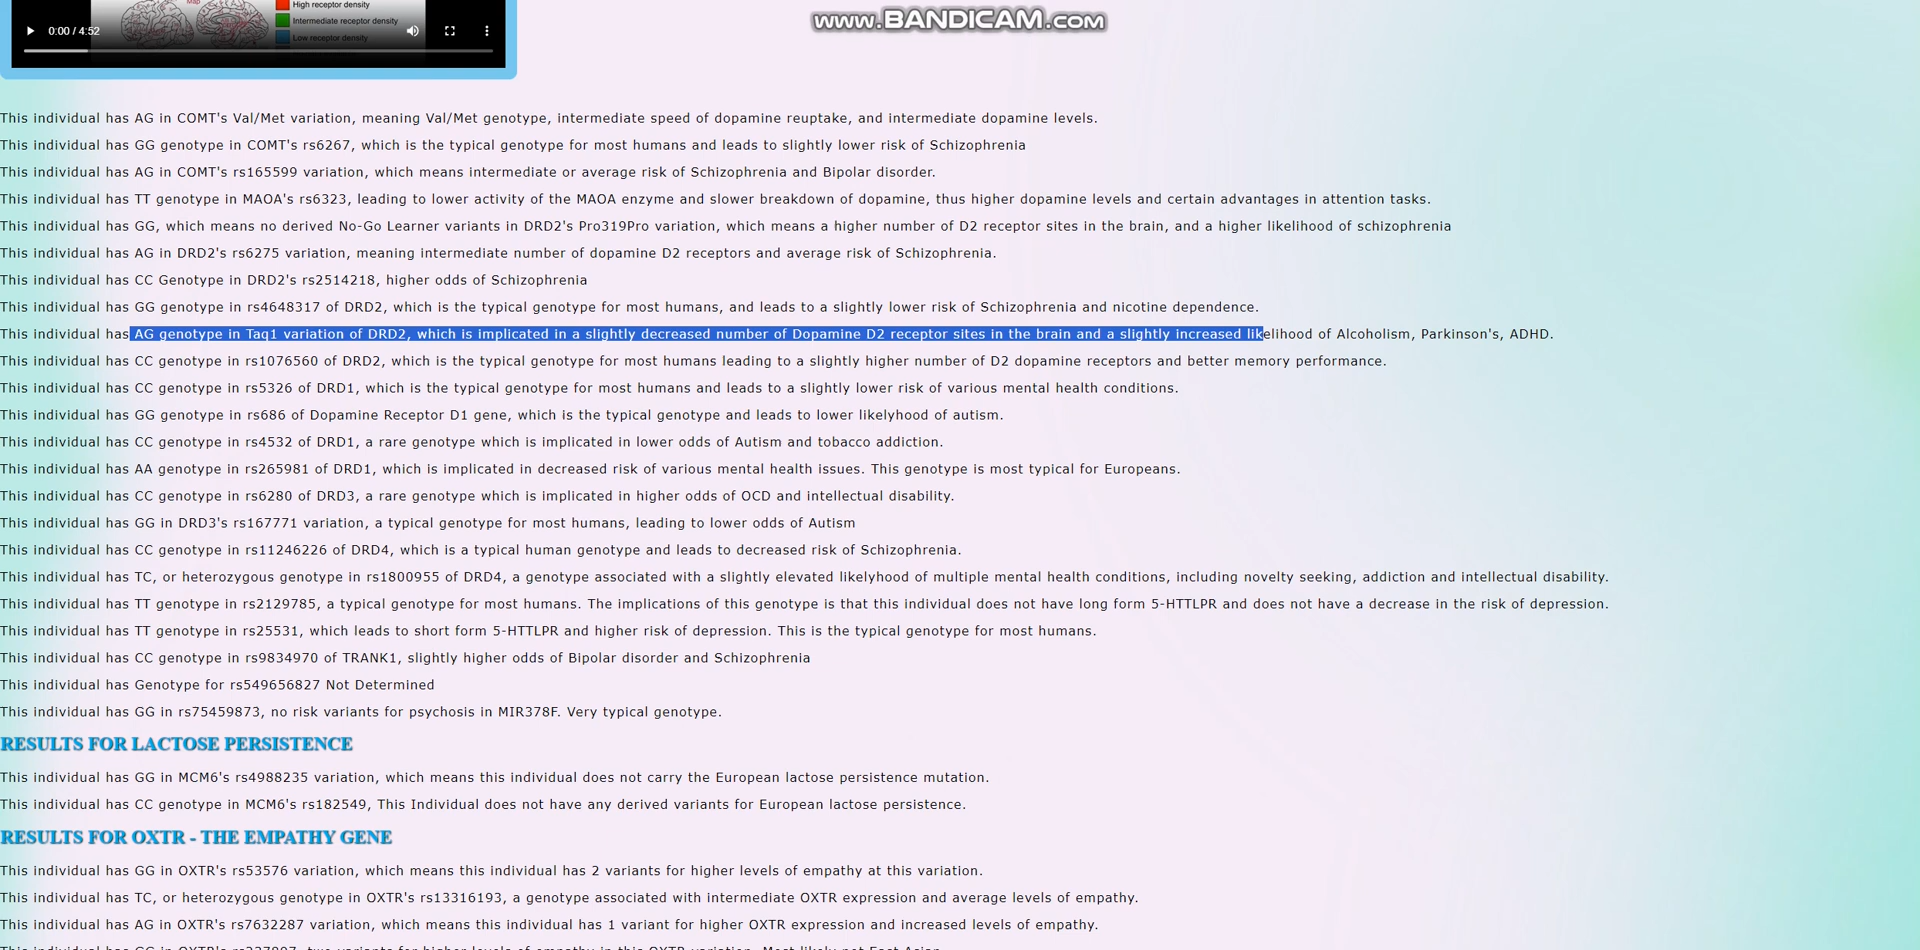 High receptor density
Map
www.BANDICAM.com
0:00 / 4:52
Intermediate receptor density
Low receptor density
This individual has AG in COMT's Val/Met variation, meaning Val/Met genotype, intermediate speed of dopamine reuptake, and intermediate dopamine levels.
This individual has GG genotype in COMT's rs6267, which is the typical genotype for most humans and leads to slightly lower risk of Schizophrenia
This individual has AG in COMT's rs165599 variation, which means intermediate or average risk of Schizophrenia and Bipolar disorder.
This individual has TT genotype in MAOA's rs6323, leading to lower activity of the MAOA enzyme and slower breakdown of dopamine, thus higher dopamine levels and certain advantages in attention tasks.
This individual has GG, which means no derived No-Go Learner variants in DRD2's Pro319Pro variation, which means a higher number of D2 receptor sites in the brain, and a higher likelihood of schizophrenia
This individual has AG in DRD2's rs6275 variation, meaning intermediate number of dopamine D2 receptors and average risk of Schizophrenia.
This individual has CC Genotype in DRD2's rs2514218, higher odds of Schizophrenia
This individual has GG genotype in rs4648317 of DRD2, which is the typical genotype for most humans, and leads to a slightly lower risk of Schizophrenia and nicotine dependence.
This individual has AG genotype in Taq1 variation of DRD2, which is implicated in a slightly decreased number of Dopamine D2 receptor sites in the brain and a slightly increased likelihood of Alcoholism, Parkinson's, ADHD.
This individual has CC genotype in rs1076560 of DRD2, which is the typical genotype for most humans leading to a slightly higher number of D2 dopamine receptors and better memory performance.
This individual has CC genotype in rs5326 of DRD1, which is the typical genotype for most humans and leads to a slightly lower risk of various mental health conditions.
This individual has GG genotype in rs686 of Dopamine Receptor D1 gene, which is the typical genotype and leads to lower likelyhood of autism.
This individual has CC genotype in rs4532 of DRD1, a rare genotype which is implicated in lower odds of Autism and tobacco addiction.
This individual has AA genotype in rs265981 of DRD1, which is implicated in decreased risk of various mental health issues. This genotype is most typical for Europeans.
This individual has CC genotype in rs6280 of DRD3, a rare genotype which is implicated in higher odds of OCD and intellectual disability.
This individual has GG in DRD3's rs167771 variation, a typical genotype for most humans, leading to lower odds of Autism
This individual has CC genotype in rs11246226 of DRD4, which is a typical human genotype and leads to decreased risk of Schizophrenia.
This individual has TC, or heterozygous genotype in rs1800955 of DRD4, a genotype associated with a slightly elevated likelyhood of multiple mental health conditions, including novelty seeking, addiction and intellectual disability.
This individual has TT genotype in rs2129785, a typical genotype for most humans. The implications of this genotype is that this individual does not have long form 5-HTTLPR and does not have a decrease in the risk of depression.
This individual has TT genotype in rs25531, which leads to short form 5-HTTLPR and higher risk of depression. This is the typical genotype for most humans.
This individual has CC genotype in rs9834970 of TRANK1, slightly higher odds of Bipolar disorder and Schizophrenia
This individual has Genotype for rs549656827 Not Determined
This individual has GG in rs75459873, no risk variants for psychosis in MIR378F. Very typical genotype.
RESULTS FOR LACTOSE PERSISTENCE
This individual has GG in MCM6's rs4988235 variation, which means this individual does not carry the European lactose persistence mutation.
This individual has CC genotype in MCM6's rs182549, This Individual does not have any derived variants for European lactose persistence.
RESULTS FOR OXTR - THE EMPATHY GENE
This individual has GG in OXTR's rs53576 variation, which means this individual has 2 variants for higher levels of empathy at this variation.
This individual has TC, or heterozygous genotype in OXTR's rs13316193, a genotype associated with intermediate OXTR expression and average levels of empathy.
This individual has AG in OXTR's rs7632287 variation, which means this individual has 1 variant for higher OXTR expression and increased levels of empathy.